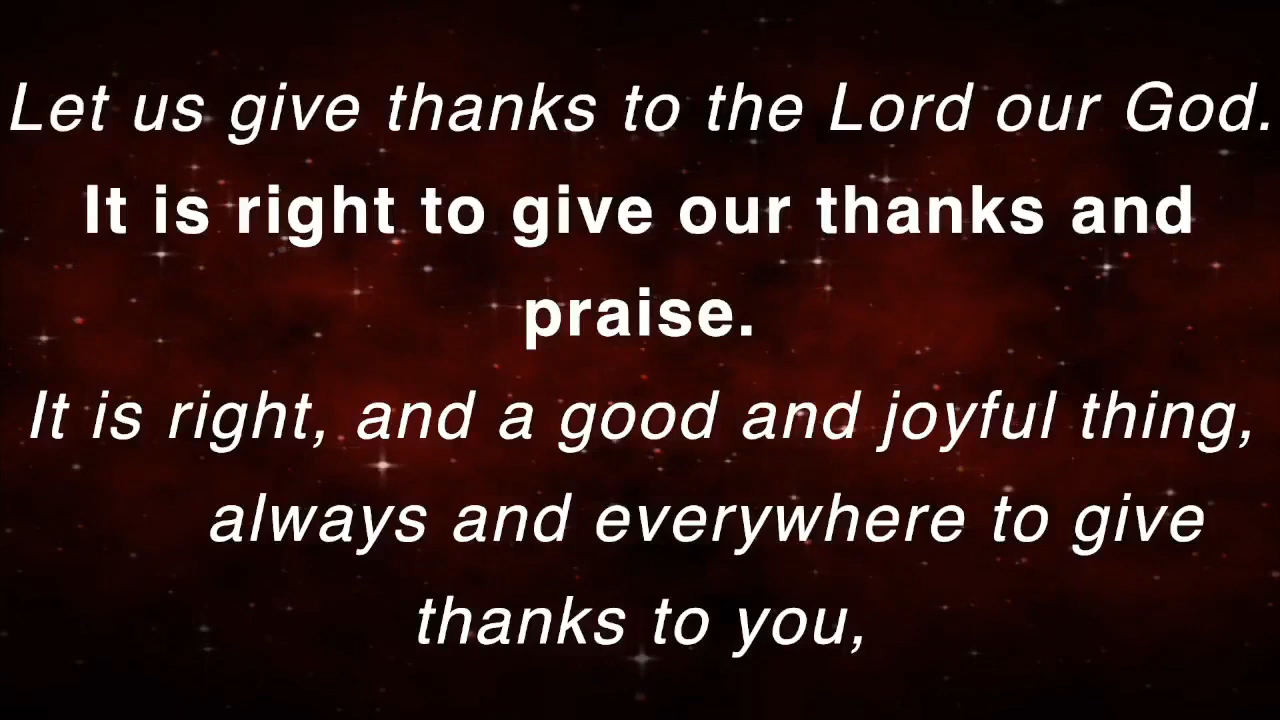 Let us give thanks to the Lord our God.
It is right to give our thanks and
praise.
It is right, and a good and joyful thing,
always and everywhere to give
thanks to you,